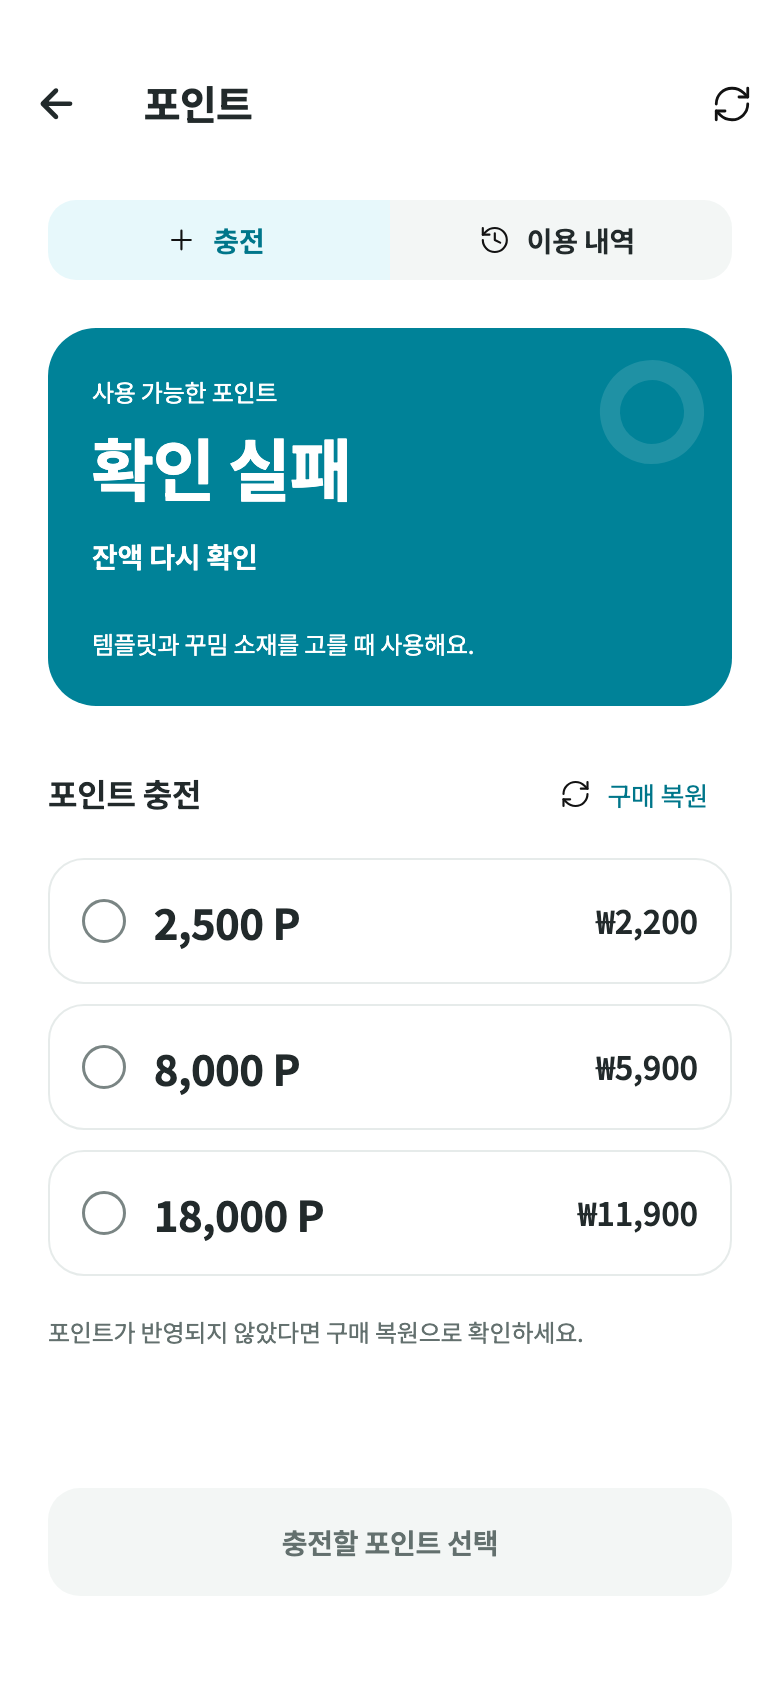 포인트
충전
이용 내역
사용 가능한 포인트
확인 실패
잔액 다시 확인
템플릿과 꾸밈 소재를 고를 때 사용해요.
포인트 충전
구매 복원
2,500 P
₩2,200
8,000 P
₩5,900
18,000 P
₩11,900
포인트가 반영되지 않았다면 구매 복원으로 확인하세요.
충전할 포인트 선택